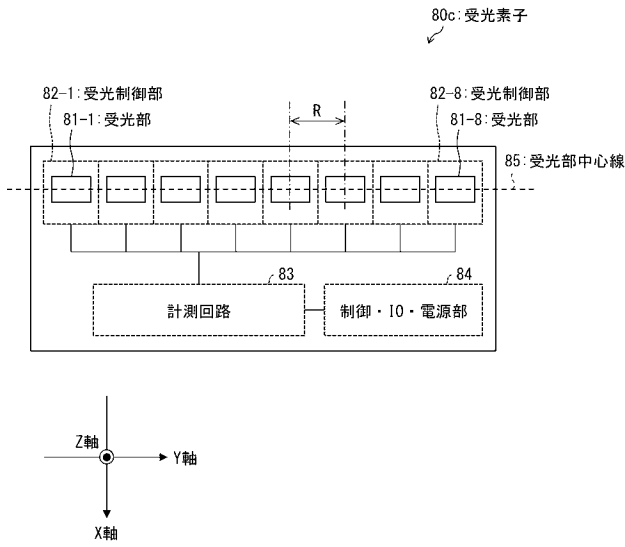 80c:受光素子
82-1:受光制御部
81-1:受光部
R
82-8:受光制御部
81-8:受光部
85:受光部中心線
83
計測回路
84
制御・IO・電源部
Z軸
Y軸
X軸